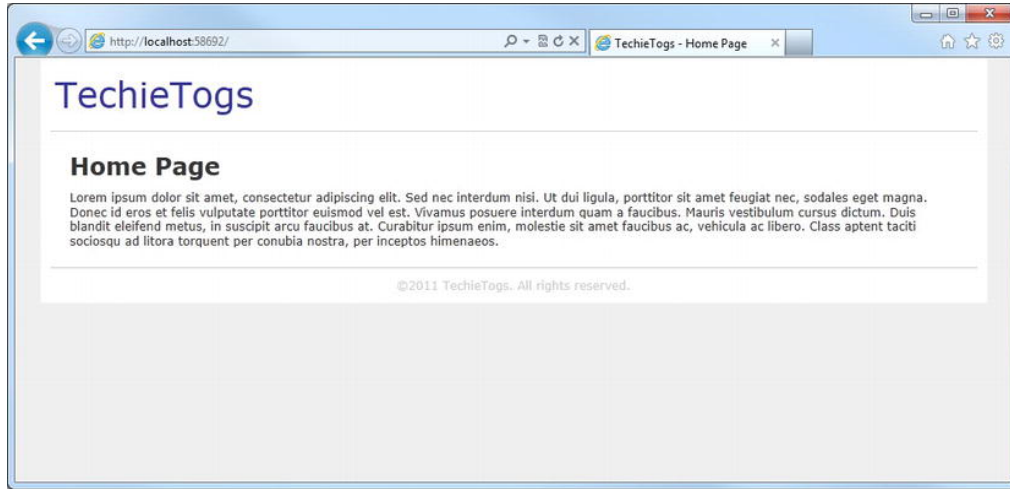 http://localhost:58692/
TechieTogs - Home Page
TechieTogs
Home Page
Lorem ipsum dolor sit amet, consectetur adipiscing elit. Sed nec interdum nisi. Ut dui ligula, porttitor sit amet feugiat nec, sodales eget magna.
Donec id eros et felis vulputate porttitor euismod vel est. Vivamus posuere interdum quam a faucibus. Mauris vestibulum cursus dictum. Duis
blandit eleifend metus, in suscipit arcu faucibus at. Curabitur ipsum enim, molestie sit amet faucibus ac, vehicula ac libero. Class aptent taciti
sociosqu ad litora torquent per conubia nostra, per inceptos himenaeos.
©2011 TechieTogs. All rights reserved.